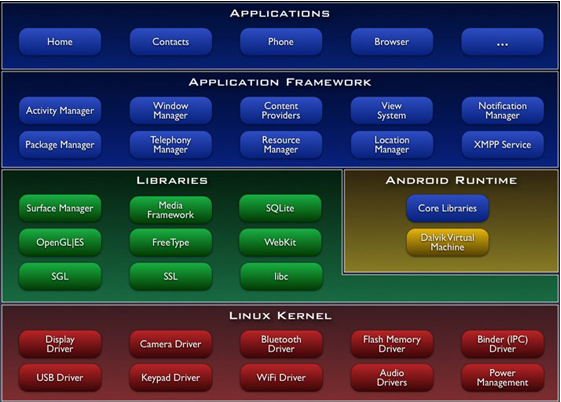 APPLICATIONS
Home Contacts Phone Browser ...
APPLICATION FRAMEWORK
Activity Manager Window Manager Content Providers View System Notification Manager
Package Manager Telephony Manager Resource Manager Location Manager XMPP Service
LIBRARIES
Surface Manager Media Framework SQLite
OpenGL|ES FreeType WebKit
SGL SSL libc
ANDROID RUNTIME
Core Libraries
Dalvik Virtual Machine
LINUX KERNEL
Display Driver Camera Driver Bluetooth Driver Flash Memory Driver Binder (IPC) Driver
USB Driver Keypad Driver WiFi Driver Audio Drivers Power Management